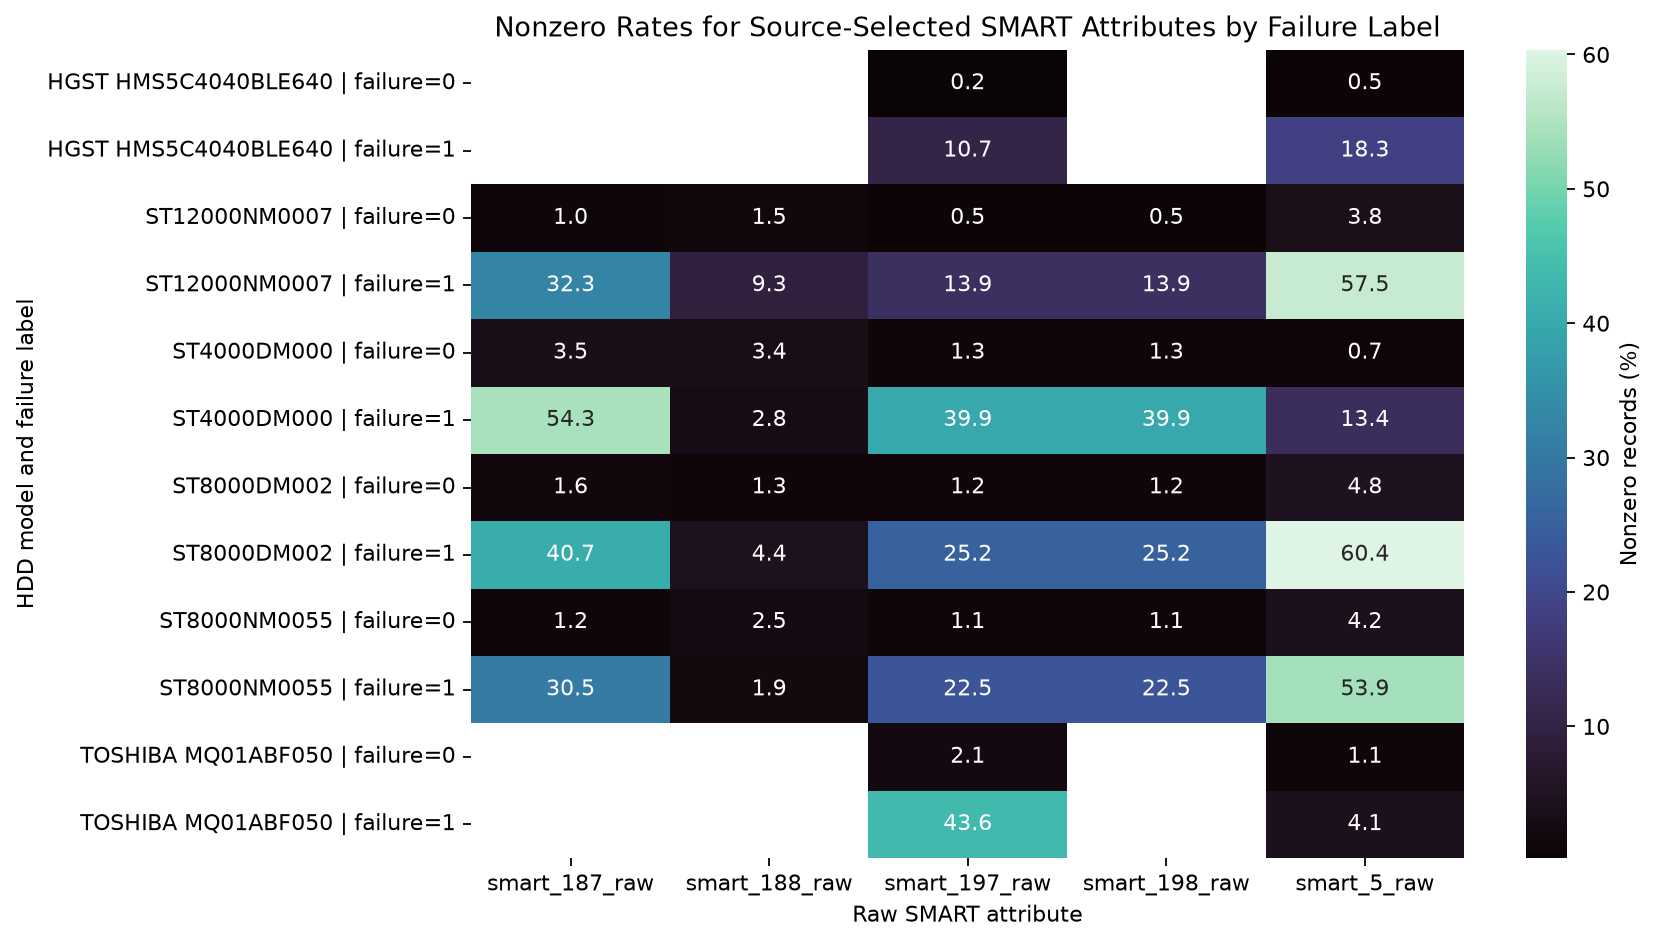 Nonzero Rates for Source-Selected SMART Attributes by Failure Label
HGST HMS5C4040BLE640 | failure=0 0.2 0.5
HGST HMS5C4040BLE640 | failure=1 10.7 18.3
ST12000NM0007 | failure=0 1.0 1.5 0.5 0.5 3.8
ST12000NM0007 | failure=1 32.3 9.3 13.9 13.9 57.5
ST4000DM000 | failure=0 3.5 3.4 1.3 1.3 0.7
ST4000DM000 | failure=1 54.3 2.8 39.9 39.9 13.4
ST8000DM002 | failure=0 1.6 1.3 1.2 1.2 4.8
ST8000DM002 | failure=1 40.7 4.4 25.2 25.2 60.4
ST8000NM0055 | failure=0 1.2 2.5 1.1 1.1 4.2
ST8000NM0055 | failure=1 30.5 1.9 22.5 22.5 53.9
TOSHIBA MQ01ABF050 | failure=0 2.1 1.1
TOSHIBA MQ01ABF050 | failure=1 43.6 4.1
smart_187_raw smart_188_raw smart_197_raw smart_198_raw smart_5_raw
Raw SMART attribute
HDD model and failure label
60
50
40
30
20
10
Nonzero records (%)